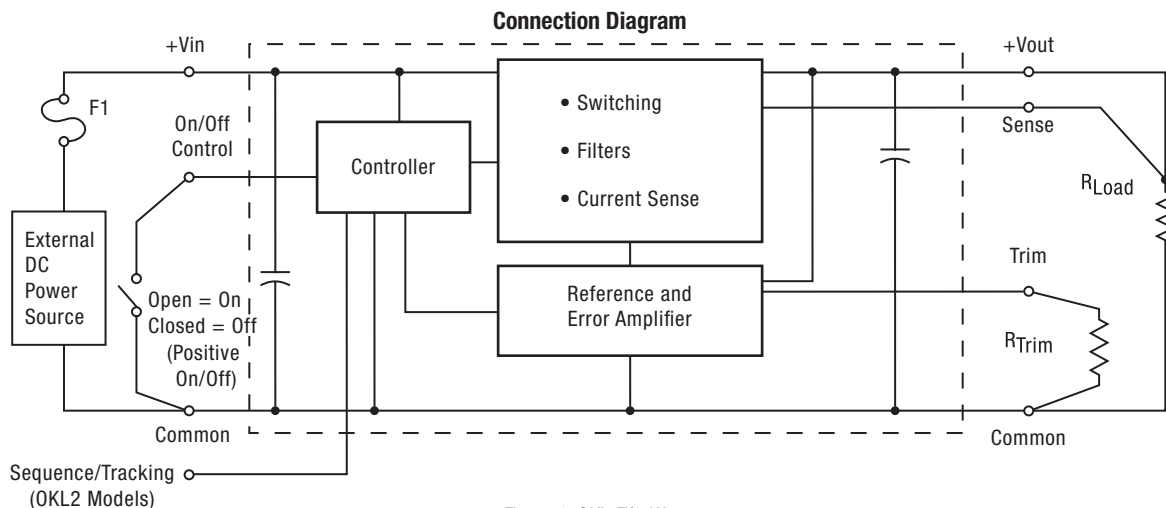 Connection Diagram
+Vin
+Vout
F1
On/Off
Control
Controller
• Switching
• Filters
• Current Sense
Sense
RLoad
External
DC
Power
Source
Open = On
Closed = Off
(Positive
On/Off)
Reference and
Error Amplifier
Trim
RTrim
Common
Common
Sequence/Tracking
(OKL2 Models)